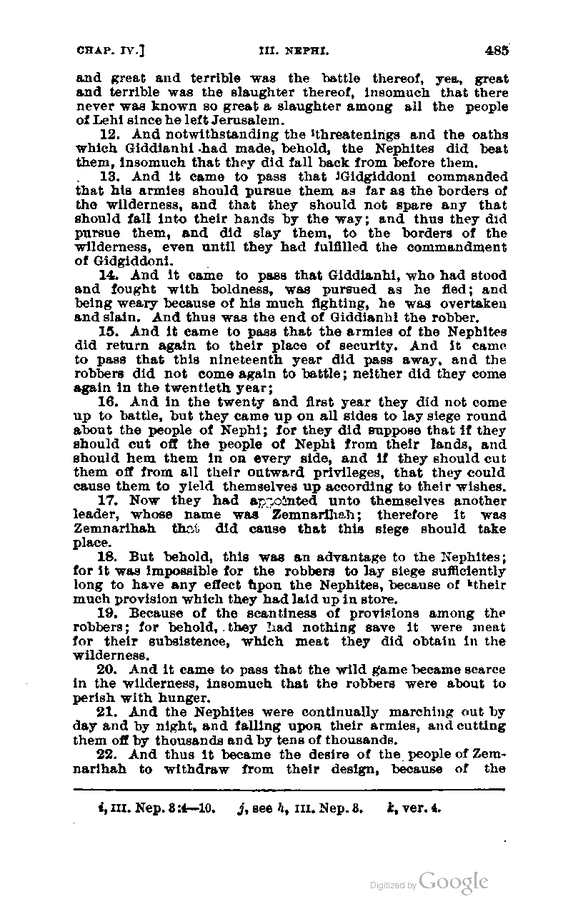 CHAP. IV.] III. NEPHI. 485
and great and terrible was the battle thereof, yea, great
and terrible was the slaughter thereof, insomuch that there
never was known so great a slaughter among all the people
of Lehi since he left Jerusalem.
12. And notwithstanding the ithreatenings and the oaths
which Giddianhi had made, behold, the Nephites did beat
them, insomuch that they did fall back from before them.
13. And it came to pass that jGidgiddoni commanded
that his armies should pursue them as far as the borders of
the wilderness, and that they should not spare any that
should fall into their hands by the way; and thus they did
pursue them, and did slay them, to the borders of the
wilderness, even until they had fulfilled the commandment
of Gidgiddoni.
14. And it came to pass that Giddianhi, who had stood
and fought with boldness, was pursued as he fled; and
being weary because of his much fighting, he was overtaken
and slain. And thus was the end of Giddianhi the robber.
15. And it came to pass that the armies of the Nephites
did return again to their place of security. And it came
to pass that this nineteenth year did pass away, and the
robbers did not come again to battle; neither did they come
again in the twentieth year;
16. And in the twenty and first year they did not come
up to battle, but they came up on all sides to lay siege round
about the people of Nephi; for they did suppose that if they
should cut off the people of Nephi from their lands, and
should hem them in on every side, and if they should cut
them off from all their outward privileges, that they could
cause them to yield themselves up according to their wishes.
17. Now they had appointed unto themselves another
leader, whose name was Zemnarihah; therefore it was
Zemnarihah that did cause that this siege should take
place.
18. But behold, this was an advantage to the Nephites;
for it was impossible for the robbers to lay siege sufficiently
long to have any effect upon the Nephites, because of ktheir
much provision which they had laid up in store.
19. Because of the scantiness of provisions among the
robbers; for behold, they had nothing save it were meat
for their subsistence, which meat they did obtain in the
wilderness.
20. And it came to pass that the wild game became scarce
in the wilderness, insomuch that the robbers were about to
perish with hunger.
21. And the Nephites were continually marching out by
day and by night, and falling upon their armies, and cutting
them off by thousands and by tens of thousands.
22. And thus it became the desire of the people of Zem-
narihah to withdraw from their design, because of the
i, III. Nep. 3:4—10. j, see h, III. Nep. 3. k, ver. 4.
Digitized by Google